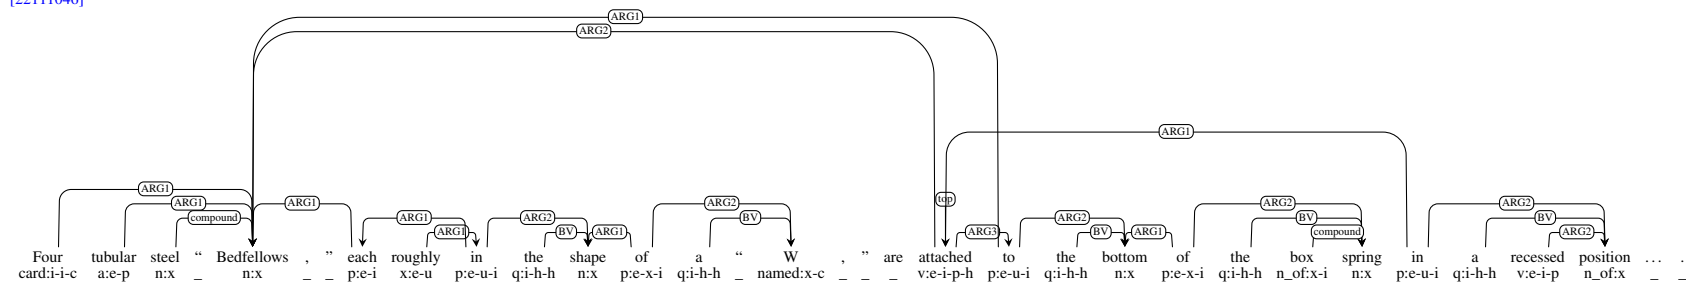 [22111046]
ARG1
ARG2
ARG1
ARG1
top
ARG1 ARG1 ARG2 ARG2 ARG2
compound ARG1 ARG2 BV ARG2 BV BV
ARG1 BV ARG1 ARG3 BV ARG1 compound ARG2
Four tubular steel “ Bedfellows , ” each roughly in the shape of a “ W , ” are attached to the bottom of the box spring in a recessed position ... .
card:i-i-c a:e-p n:x _ n:x _ _ p:e-i x:e-u p:e-u-i q:i-h-h n:x p:e-x-i q:i-h-h _ named:x-c _ _ _ v:e-i-p-h p:e-u-i q:i-h-h n:x p:e-x-i q:i-h-h n_of:x-i n:x p:e-u-i q:i-h-h v:e-i-p n_of:x _ _